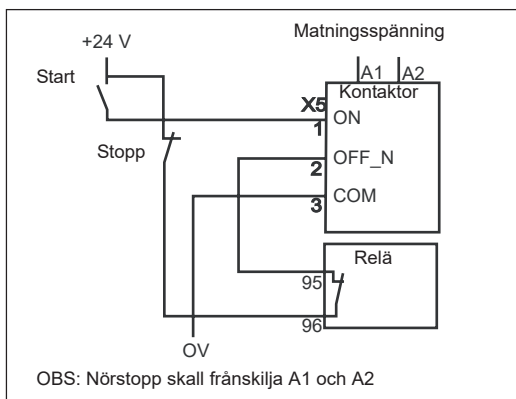 Matningsspänning
+24 V
A1 A2
Start
Kontaktor
X5
1 ON
Stopp
2 OFF_N
3 COM
Relä
95
96
OV
OBS: Nörstopp skall frånskilja A1 och A2